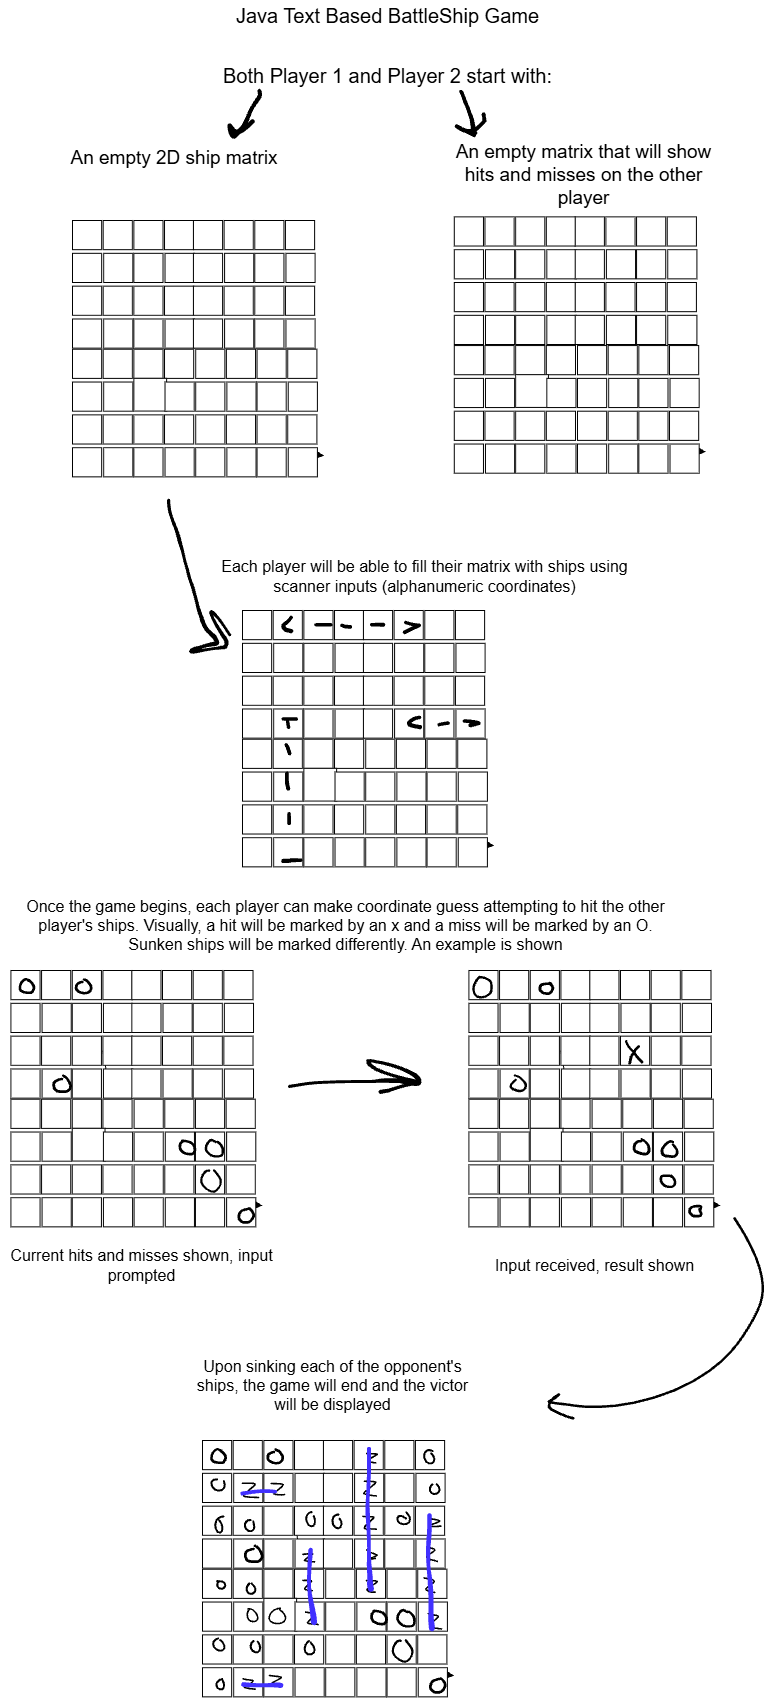 Java Text Based BattleShip Game
Both Player 1 and Player 2 start with:
An empty 2D ship matrix
An empty matrix that will show
hits and misses on the other
player
Each player will be able to fill their matrix with ships using
scanner inputs (alphanumeric coordinates)
< - - - >
< - >
Once the game begins, each player can make coordinate guess attempting to hit the other
player's ships. Visually, a hit will be marked by an x and a miss will be marked by an O.
Sunken ships will be marked differently. An example is shown
O O
O
O O
O
O
O O
X
O
O O
O
O
Current hits and misses shown, input
prompted
Input received, result shown
Upon sinking each of the opponent's
ships, the game will end and the victor
will be displayed